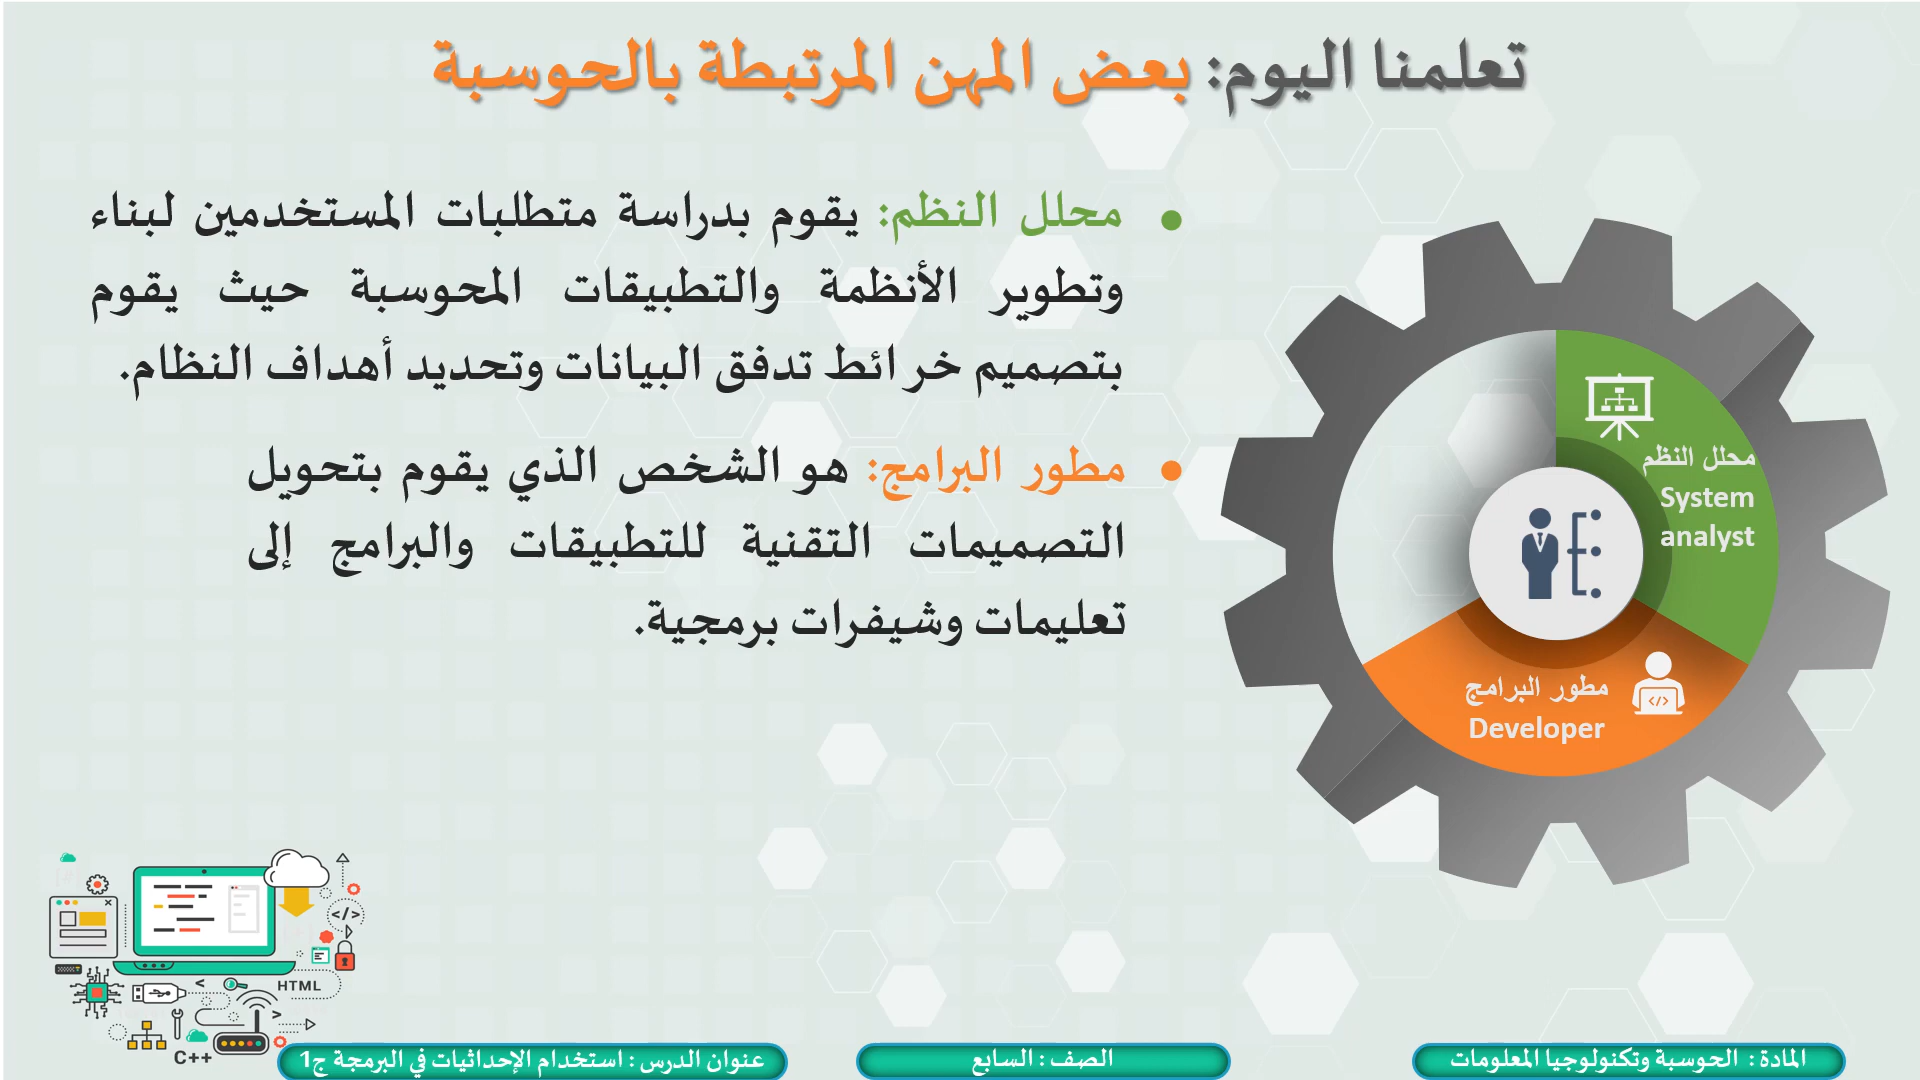 تعلمنا اليوم: بعض المهن المرتبطة بالحوسبة
• محلل النظم: يقوم بدراسة متطلبات المستخدمين لبناء
وتطوير الأنظمة والتطبيقات المحوسبة حيث يقوم
بتصميم خرائط تدفق البيانات وتحديد أهداف النظام.
• مطور البرامج: هو الشخص الذي يقوم بتحويل
التصميمات التقنية للتطبيقات والبرامج إلى
تعليمات وشيفرات برمجية.
محلل النظم
System
analyst
مطور البرامج
Developer
</>
</>
HTML
C++
المادة : الحوسبة وتكنولوجيا المعلومات
الصف : السابع
عنوان الدرس : استخدام الإحداثيات في البرمجة ج1